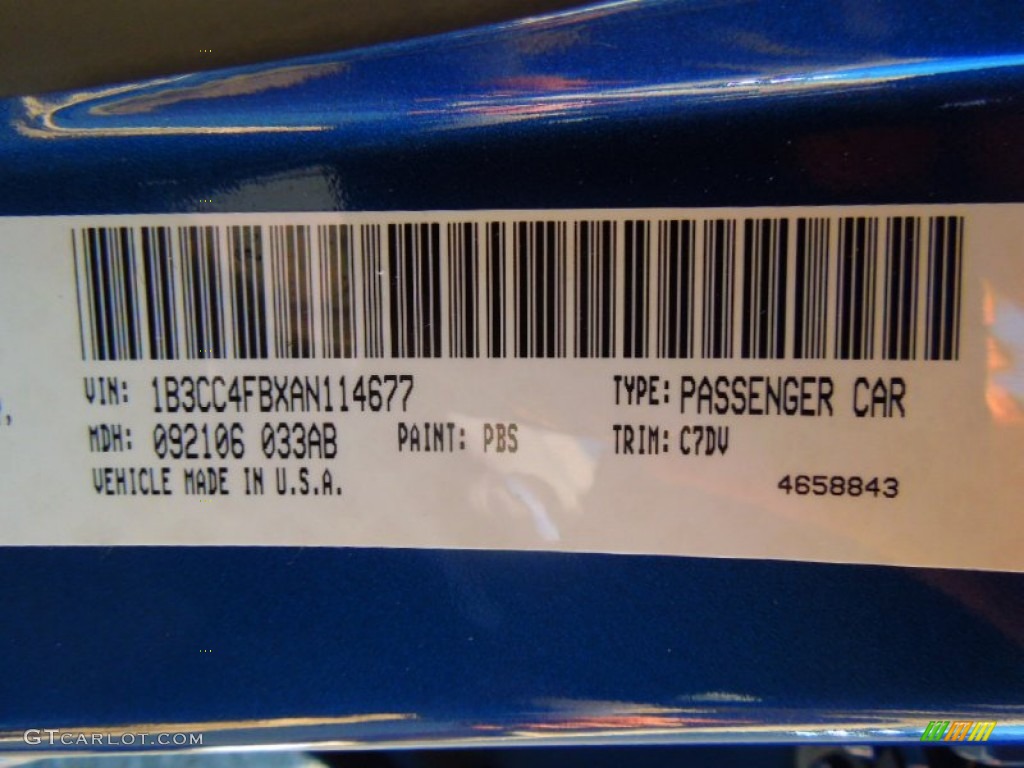 VIN: 1B3CC4FBXAN114677 TYPE: PASSENGER CAR
MDH: 092106 033AB PAINT: PBS TRIM: C7DV
VEHICLE MADE IN U.S.A. 4658843
GTCARLOT.COM